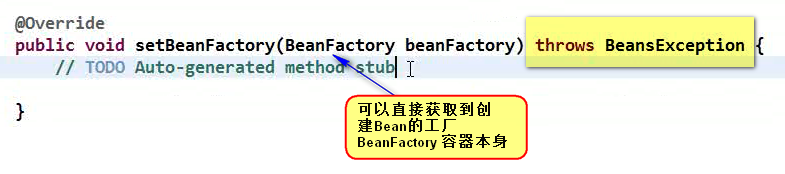 @Override
public void setBeanFactory(BeanFactory beanFactory) throws BeansException {
// TODO Auto-generated method stub
}
可以直接获取到创
建Bean的工厂
BeanFactory 容器本身